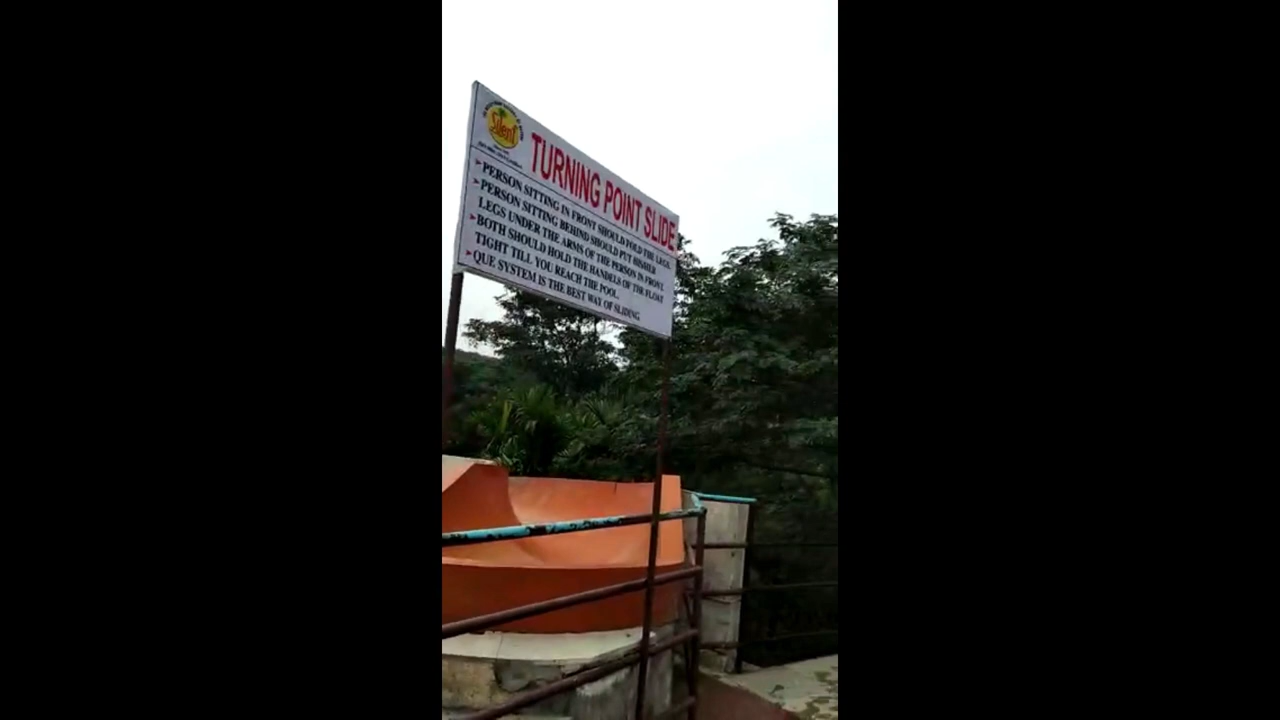 Silent
TURNING POINT SLIDE
➤PERSON SITTING IN FRONT SHOULD FOLD THE LEGS.
➤PERSON SITTING BEHIND SHOULD PUT HIS/HER
LEGS UNDER THE ARMS OF THE PERSON IN FRONT.
➤BOTH SHOULD HOLD THE HANDELS OF THE FLOAT
TIGHT TILL YOU REACH THE POOL.
➤QUE SYSTEM IS THE BEST WAY OF SLIDING